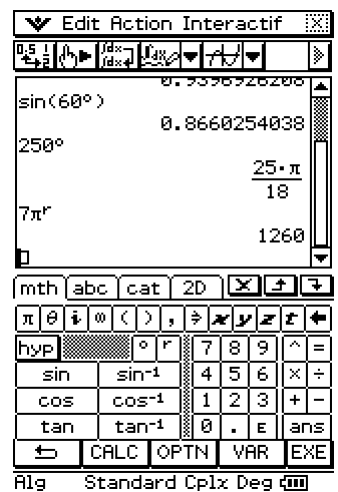 Edit Action Interactif
0.9396926208
sin(60°)
0.8660254038
250°
25·π
18
7πʳ
1260
mth abc cat 2D
π θ i ∞ ( ) , ⇒ x y z t ←
hyp ° r 7 8 9 ^ =
sin sin⁻¹ 4 5 6 × ÷
cos cos⁻¹ 1 2 3 + −
tan tan⁻¹ 0 . E ans
CALC OPTN VAR EXE
Alg Standard Cplx Deg